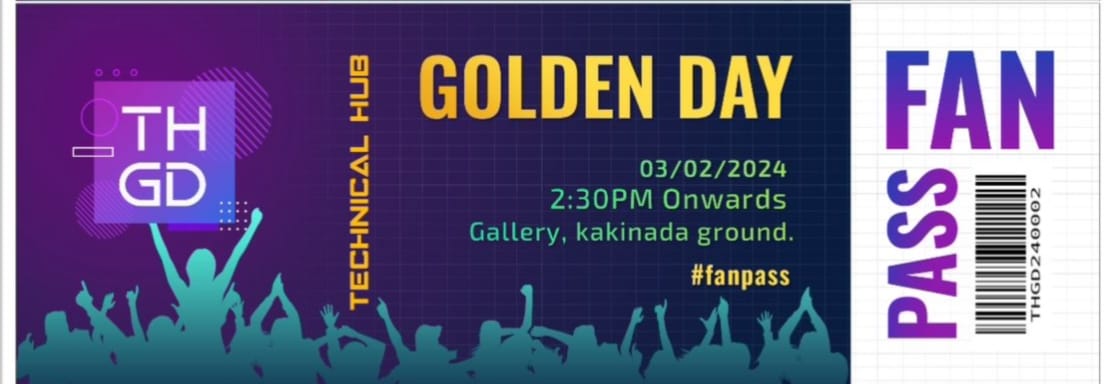 TH
GD
TECHNICAL HUB
GOLDEN DAY
03/02/2024
2:30PM Onwards
Gallery, kakinada ground.
#fanpass
FAN
PASS
THGD240002